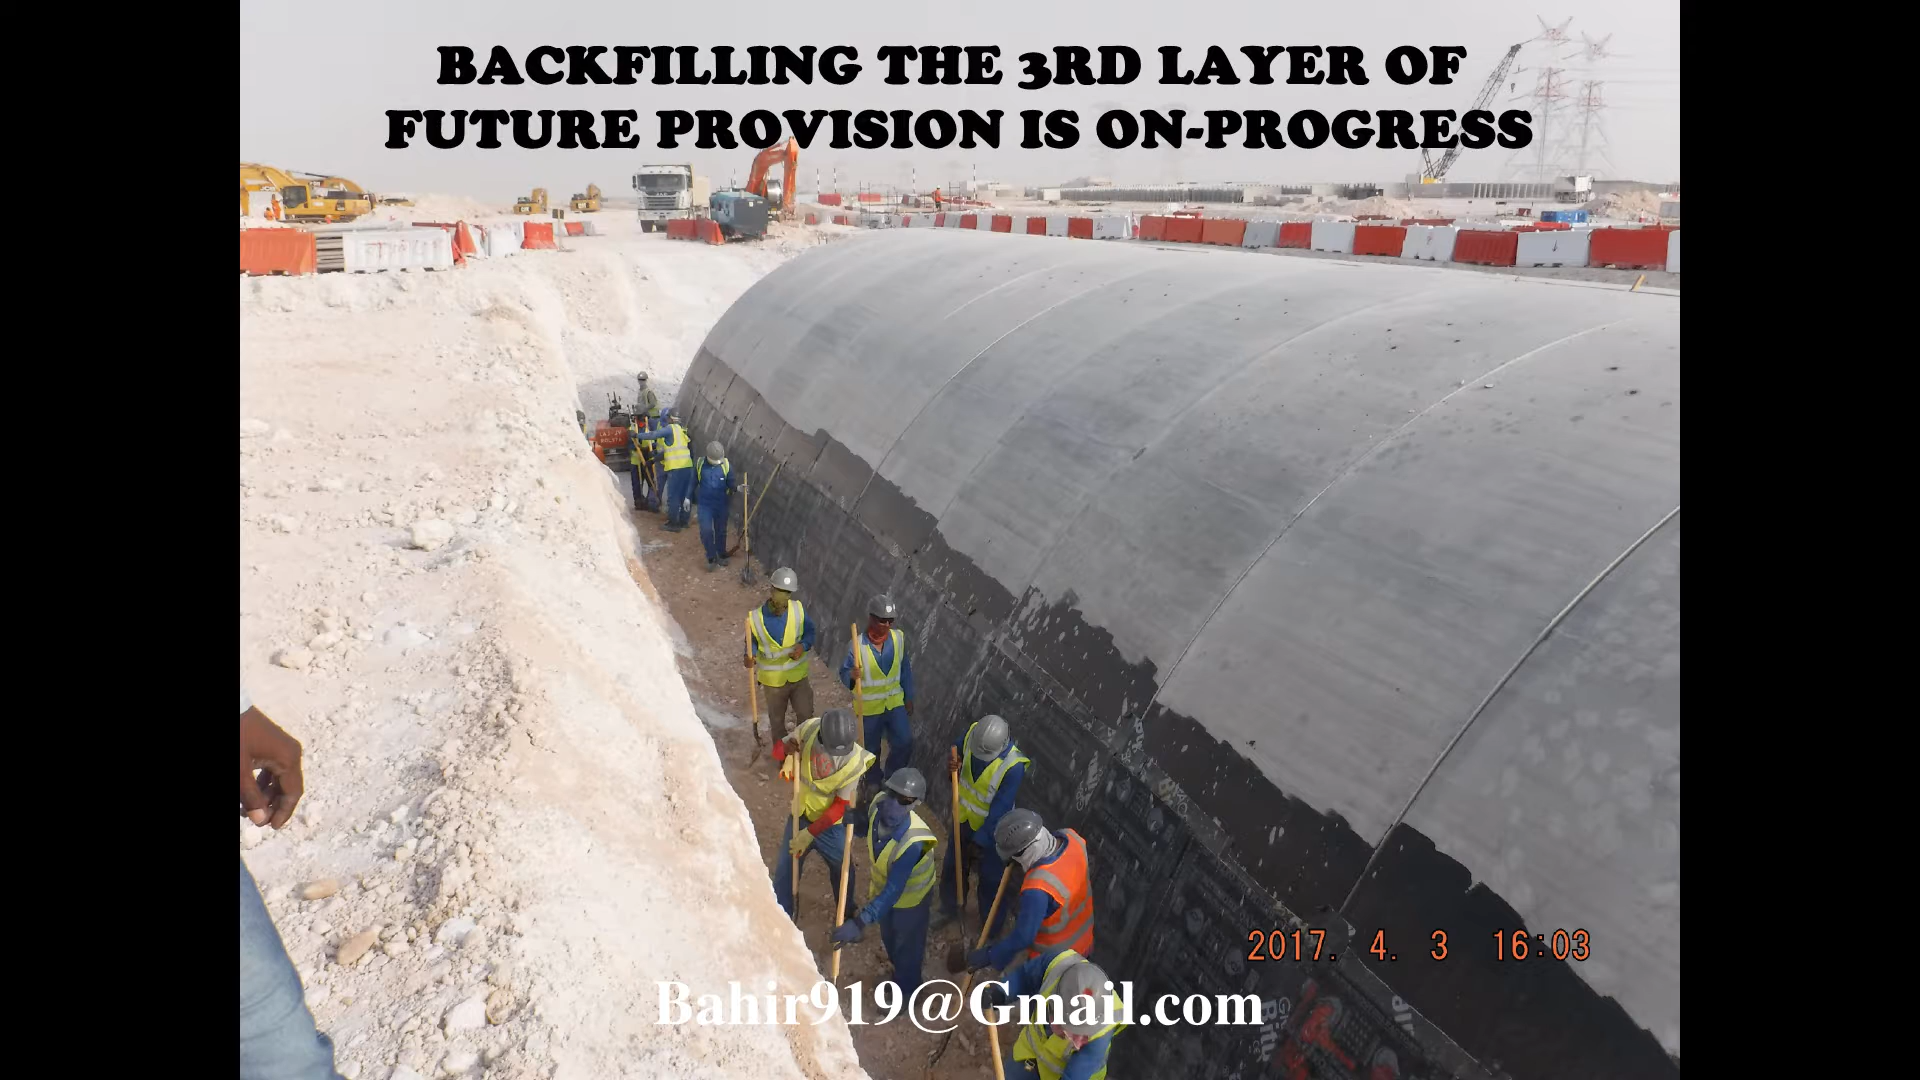 BACKFILLING THE 3RD LAYER OF
FUTURE PROVISION IS ON-PROGRESS
2017. 4. 3 16:03
Bahir919@Gmail.com